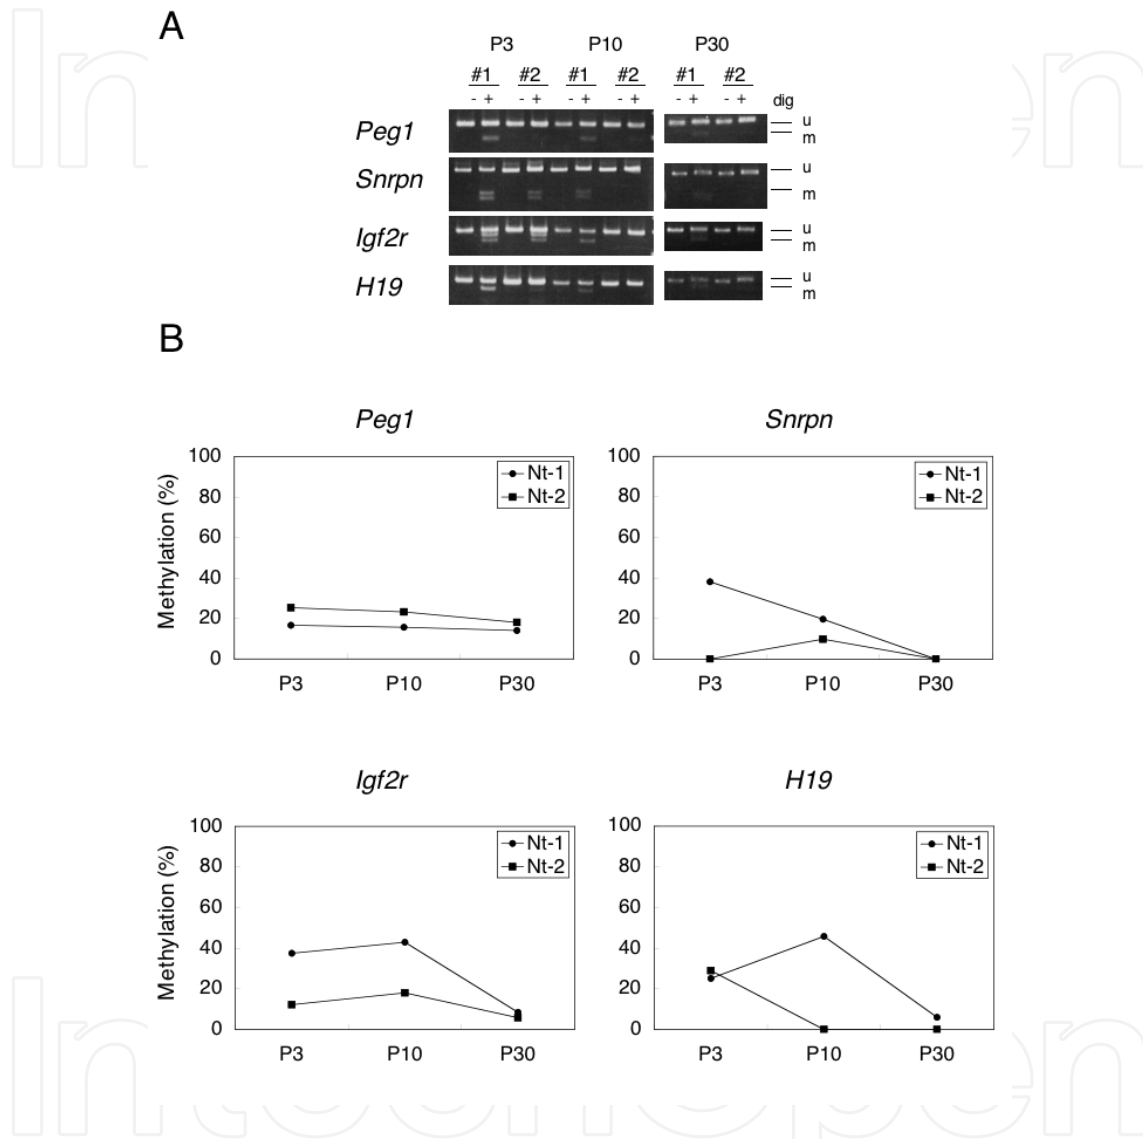 A
P3 P10 P30
#1 #2 #1 #2 #1 #2
- + - + - + - + - + - + dig
Peg1 u
m
Snrpn u
m
Igf2r u
m
H19 u
m
B
Peg1
100
80
60
40
20
0
Methylation (%)
Nt-1
Nt-2
P3 P10 P30
Snrpn
100
80
60
40
20
0
Nt-1
Nt-2
P3 P10 P30
Igf2r
100
80
60
40
20
0
Methylation (%)
Nt-1
Nt-2
P3 P10 P30
H19
100
80
60
40
20
0
Nt-1
Nt-2
P3 P10 P30